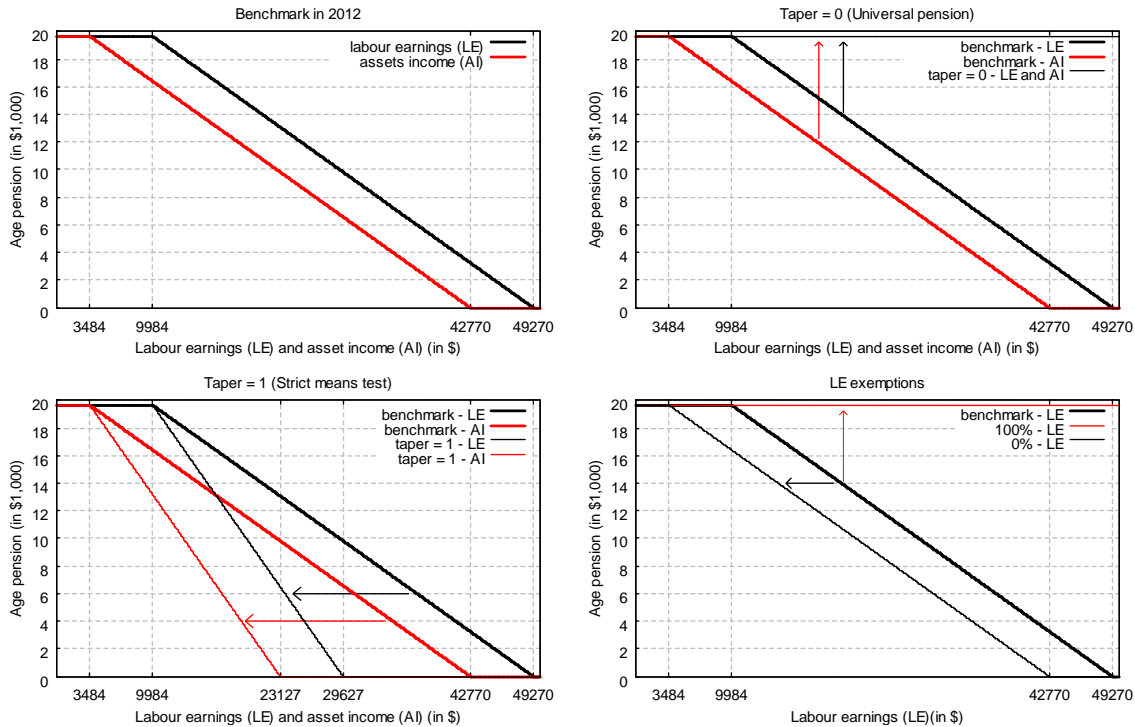 Benchmark in 2012
Age pension (in $1,000)
20
18
16
14
12
10
8
6
4
2
0
labour earnings (LE)
assets income (AI)
3484 9984 42770 49270
Labour earnings (LE) and asset income (AI) (in $)
Taper = 0 (Universal pension)
Age pension (in $1,000)
20
18
16
14
12
10
8
6
4
2
0
benchmark - LE
benchmark - AI
taper = 0 - LE and AI
3484 9984 42770 49270
Labour earnings (LE) and asset income (AI) (in $)
Taper = 1 (Strict means test)
Age pension (in $1,000)
20
18
16
14
12
10
8
6
4
2
0
benchmark - LE
benchmark - AI
taper = 1 - LE
taper = 1 - AI
3484 9984 23127 29627 42770 49270
Labour earnings (LE) and asset income (AI) (in $)
LE exemptions
Age pension (in $1,000)
20
18
16
14
12
10
8
6
4
2
0
benchmark - LE
100% - LE
0% - LE
3484 9984 42770 49270
Labour earnings (LE)(in $)